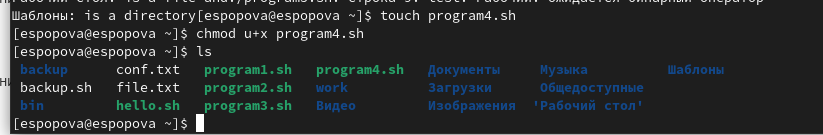 Шаблоны: is a directory[espopova@espopova ~]$ touch program4.sh
[espopova@espopova ~]$ chmod u+x program4.sh
[espopova@espopova ~]$ ls
backup conf.txt program1.sh program4.sh Документы Музыка Шаблоны
backup.sh file.txt program2.sh work Загрузки Общедоступные
bin hello.sh program3.sh Видео Изображения 'Рабочий стол'
[espopova@espopova ~]$